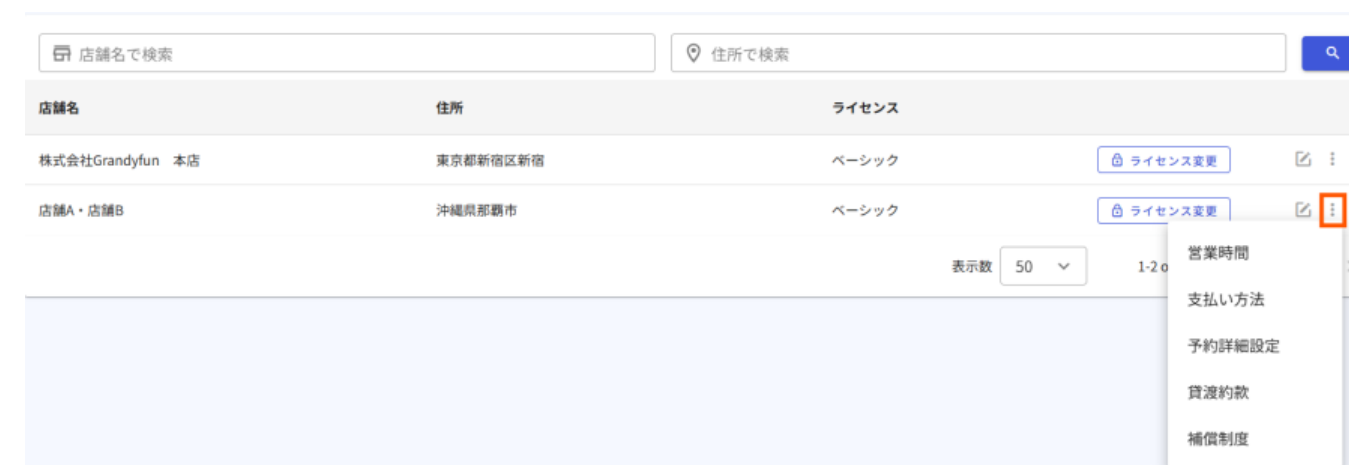 店舗名で検索 住所で検索
店舗名 住所 ライセンス
株式会社Grandyfun 本店 東京都新宿区新宿 ベーシック ライセンス変更
店舗A・店舗B 沖縄県那覇市 ベーシック ライセンス変更
営業時間
表示数 50 1-2 o
支払い方法
予約詳細設定
貸渡約款
補償制度